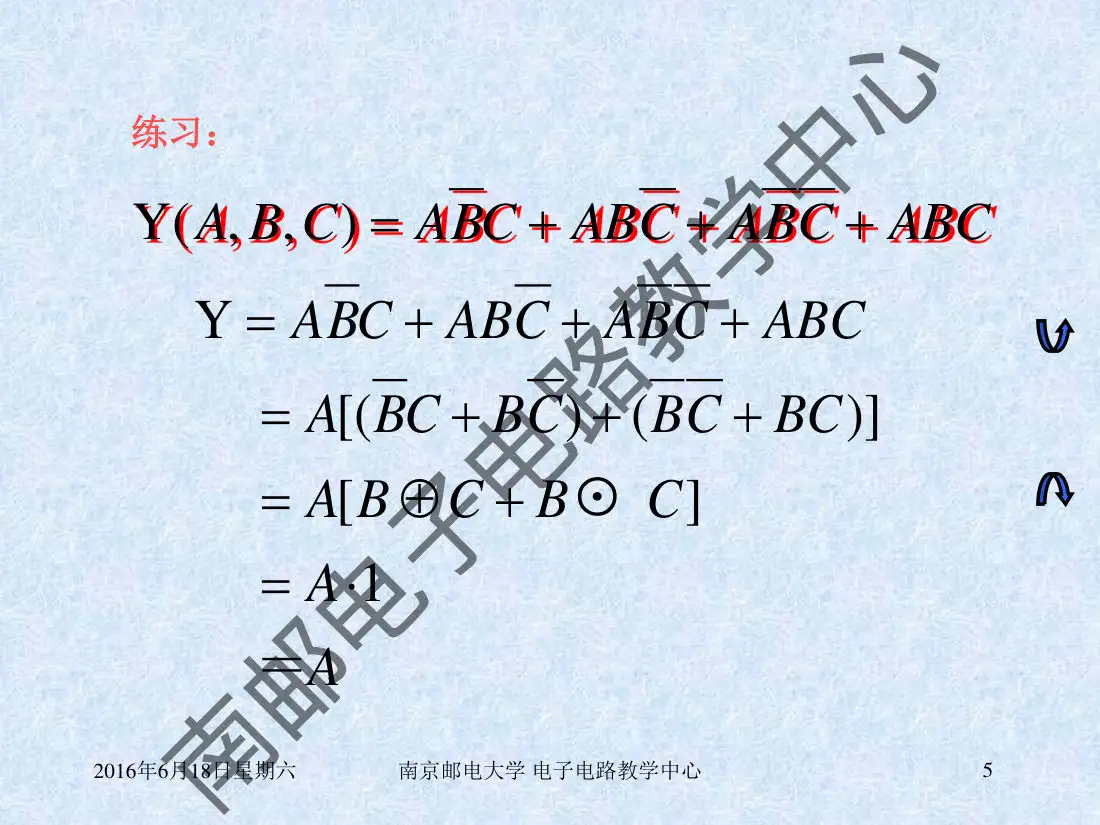 练习：
Y(A, B, C) = AB̅C + ABC̅ + AB̅C̅ + ABC
Y = AB̅C + ABC̅ + AB̅C̅ + ABC
= A[(B̅C + BC̅) + (B̅C̅ + BC)]
= A[B⊕C + B⊙ C]
= A·1
=A
南邮电子电路教学中心
2016年6月18日星期六 南京邮电大学 电子电路教学中心 5